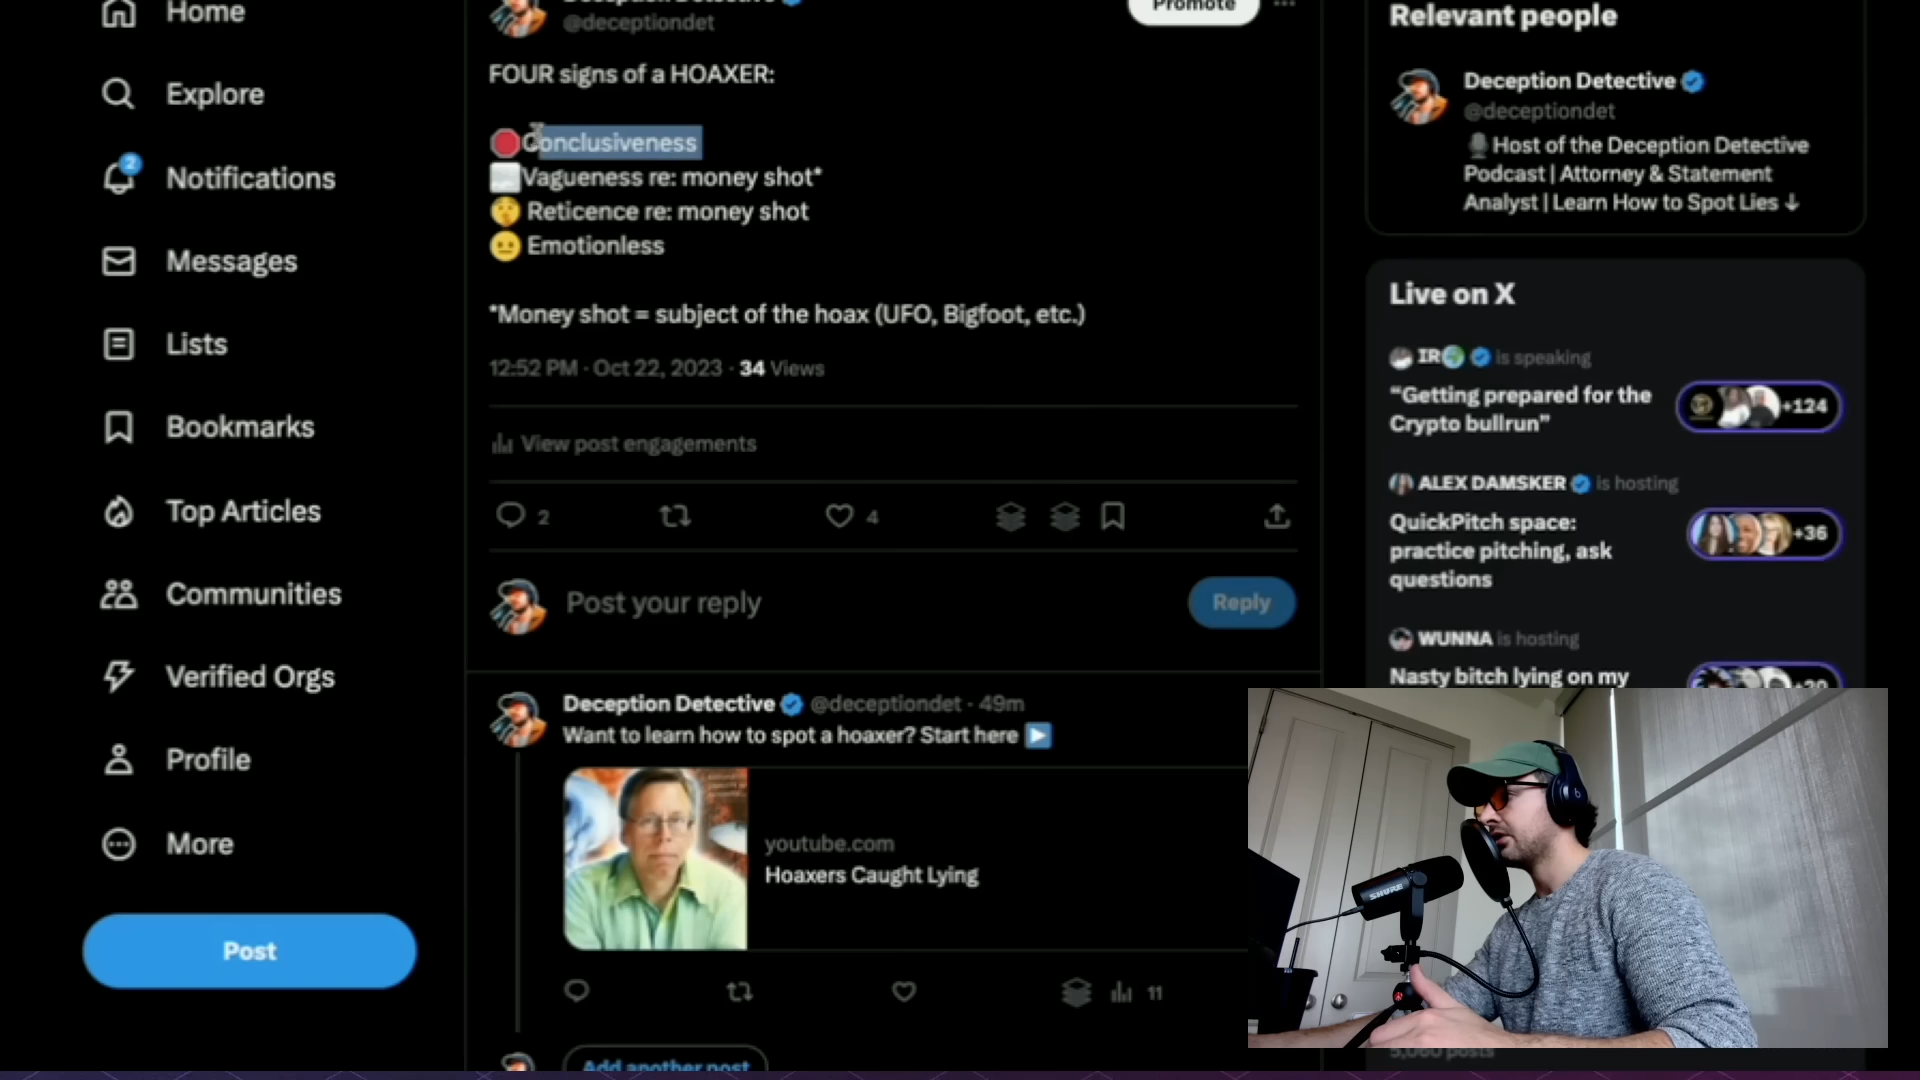 Home
Explore
2
Notifications
Messages
Lists
Bookmarks
Top Articles
Communities
Verified Orgs
Profile
More
Post
@deceptiondet
Promote
FOUR signs of a HOAXER:
Conclusiveness
Vagueness re: money shot*
Reticence re: money shot
Emotionless
*Money shot = subject of the hoax (UFO, Bigfoot, etc.)
12:52 PM · Oct 22, 2023 · 34 Views
View post engagements
2
4
Post your reply
Reply
Deception Detective @deceptiondet · 49m
Want to learn how to spot a hoaxer? Start here
youtube.com
Hoaxers Caught Lying
11
Add another post
Relevant people
Deception Detective
@deceptiondet
Host of the Deception Detective
Podcast | Attorney & Statement
Analyst | Learn How to Spot Lies ↓
Live on X
IR is speaking
“Getting prepared for the
Crypto bullrun”
+124
ALEX DAMSKER is hosting
QuickPitch space:
practice pitching, ask
questions
+36
WUNNA is hosting
Nasty bitch lying on my
SHURE